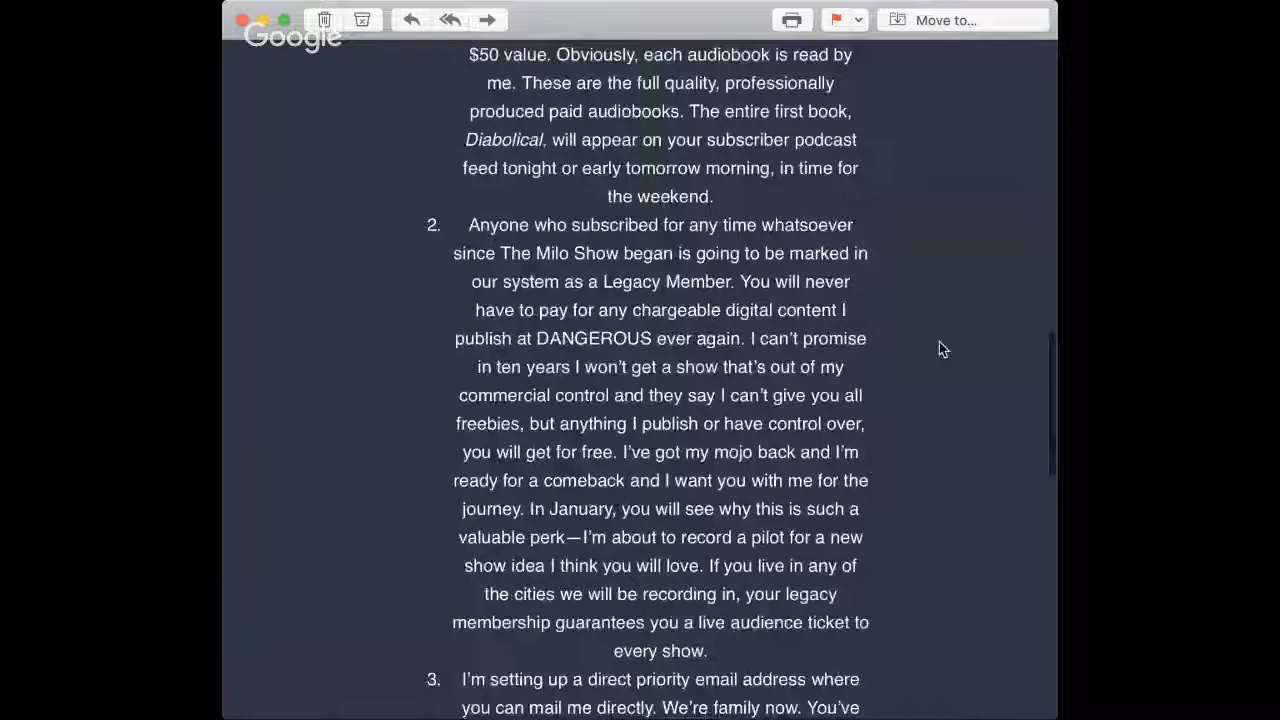 Move to...
Google
$50 value. Obviously, each audiobook is read by
me. These are the full quality, professionally
produced paid audiobooks. The entire first book,
Diabolical, will appear on your subscriber podcast
feed tonight or early tomorrow morning, in time for
the weekend.
2. Anyone who subscribed for any time whatsoever
since The Milo Show began is going to be marked in
our system as a Legacy Member. You will never
have to pay for any chargeable digital content I
publish at DANGEROUS ever again. I can’t promise
in ten years I won’t get a show that’s out of my
commercial control and they say I can’t give you all
freebies, but anything I publish or have control over,
you will get for free. I’ve got my mojo back and I’m
ready for a comeback and I want you with me for the
journey. In January, you will see why this is such a
valuable perk—I’m about to record a pilot for a new
show idea I think you will love. If you live in any of
the cities we will be recording in, your legacy
membership guarantees you a live audience ticket to
every show.
3. I’m setting up a direct priority email address where
you can mail me directly. We’re family now. You’ve